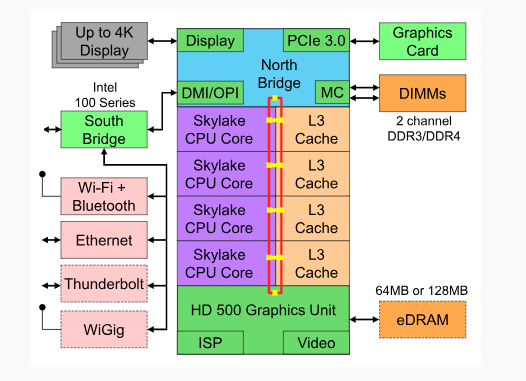 Up to 4K
Display
Display
PCIe 3.0
Graphics
Card
North
Bridge
Intel
100 Series
DMI/OPI
MC
DIMMs
South
Bridge
2 channel
DDR3/DDR4
Skylake
CPU Core
L3
Cache
Skylake
CPU Core
L3
Cache
Wi-Fi +
Bluetooth
Skylake
CPU Core
L3
Cache
Ethernet
Skylake
CPU Core
L3
Cache
Thunderbolt
64MB or 128MB
HD 500 Graphics Unit
eDRAM
WiGig
ISP
Video